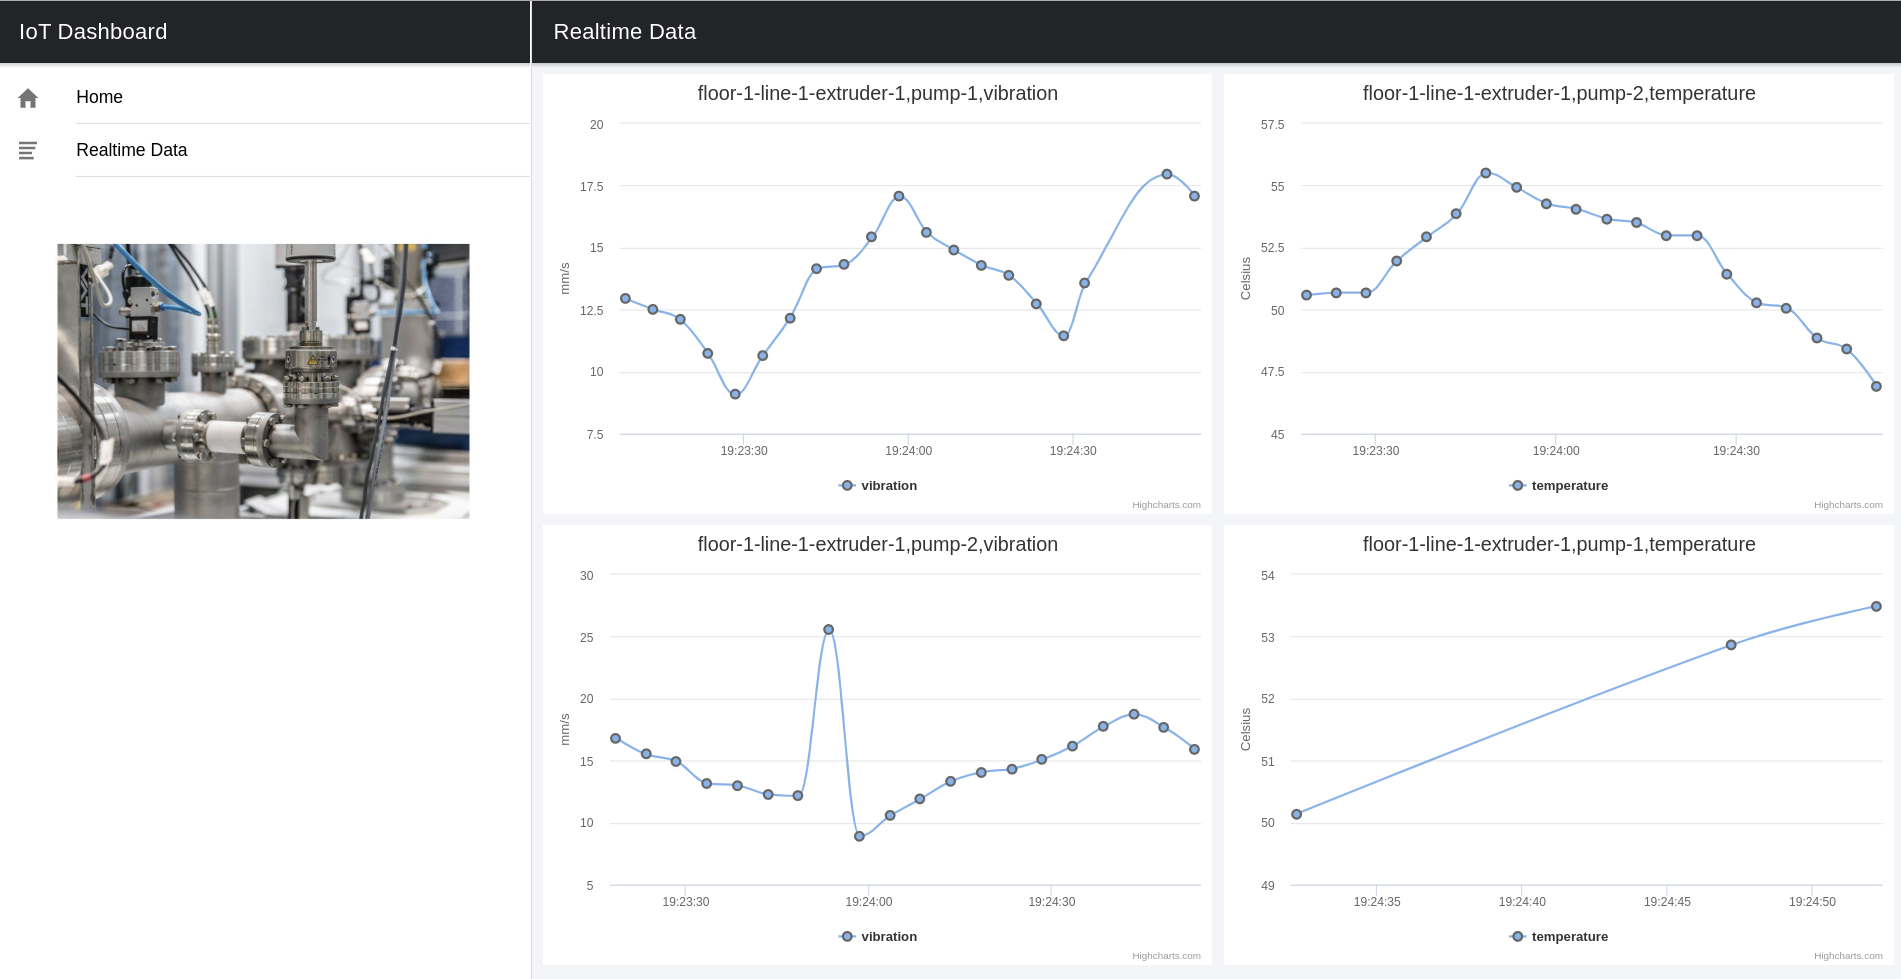 IoT Dashboard
Realtime Data
Home
Realtime Data
floor-1-line-1-extruder-1,pump-1,vibration
20
17.5
15
12.5
10
7.5
mm/s
19:23:30
19:24:00
19:24:30
vibration
Highcharts.com
floor-1-line-1-extruder-1,pump-2,temperature
57.5
55
52.5
50
47.5
45
Celsius
19:23:30
19:24:00
19:24:30
temperature
Highcharts.com
floor-1-line-1-extruder-1,pump-2,vibration
30
25
20
15
10
5
mm/s
19:23:30
19:24:00
19:24:30
vibration
Highcharts.com
floor-1-line-1-extruder-1,pump-1,temperature
54
53
52
51
50
49
Celsius
19:24:35
19:24:40
19:24:45
19:24:50
temperature
Highcharts.com